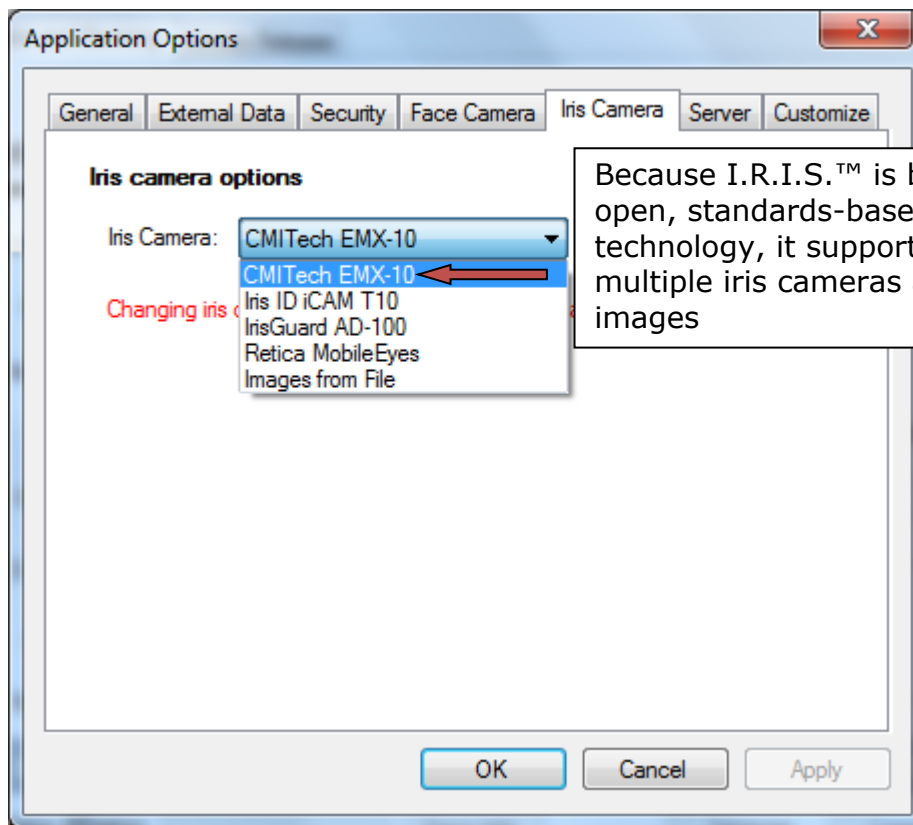 Application Options
General External Data Security Face Camera Iris Camera Server Customize
Iris camera options
Iris Camera: CMITech EMX-10
CMITech EMX-10
Iris ID iCAM T10
IrisGuard AD-100
Retica MobileEyes
Images from File
Changing iris
Because I.R.I.S.™ is
open, standards-base
technology, it support
multiple iris cameras
images
OK Cancel Apply